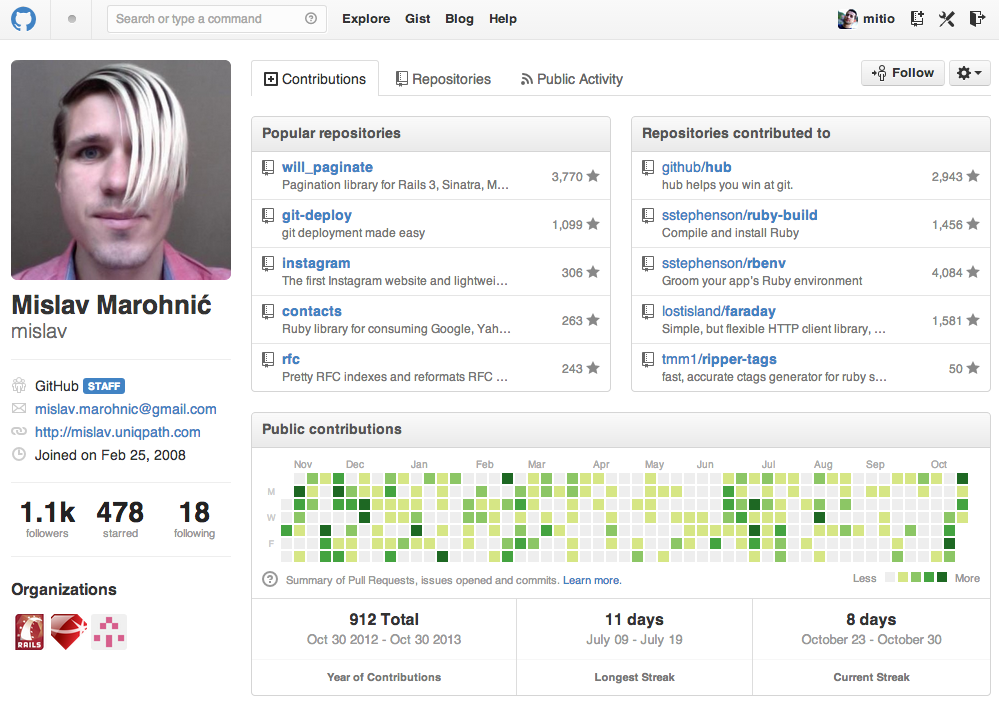 Search or type a command
Explore Gist Blog Help
mitio
Contributions Repositories Public Activity
Follow
Mislav Marohnić
mislav
GitHub STAFF
mislav.marohnic@gmail.com
http://mislav.uniqpath.com
Joined on Feb 25, 2008
1.1k 478 18
followers starred following
Organizations
RAILS
Popular repositories
will_paginate
Pagination library for Rails 3, Sinatra, M…
3,770
git-deploy
git deployment made easy
1,099
instagram
The first Instagram website and lightwei…
306
contacts
Ruby library for consuming Google, Yah…
263
rfc
Pretty RFC indexes and reformats RFC …
243
Repositories contributed to
github/hub
hub helps you win at git.
2,943
sstephenson/ruby-build
Compile and install Ruby
1,456
sstephenson/rbenv
Groom your app's Ruby environment
4,084
lostisland/faraday
Simple, but flexible HTTP client library, …
1,581
tmm1/ripper-tags
fast, accurate ctags generator for ruby s…
50
Public contributions
Nov Dec Jan Feb Mar Apr May Jun Jul Aug Sep Oct
M
W
F
? Summary of Pull Requests, issues opened and commits. Learn more.
Less More
912 Total
Oct 30 2012 - Oct 30 2013
Year of Contributions
11 days
July 09 - July 19
Longest Streak
8 days
October 23 - October 30
Current Streak